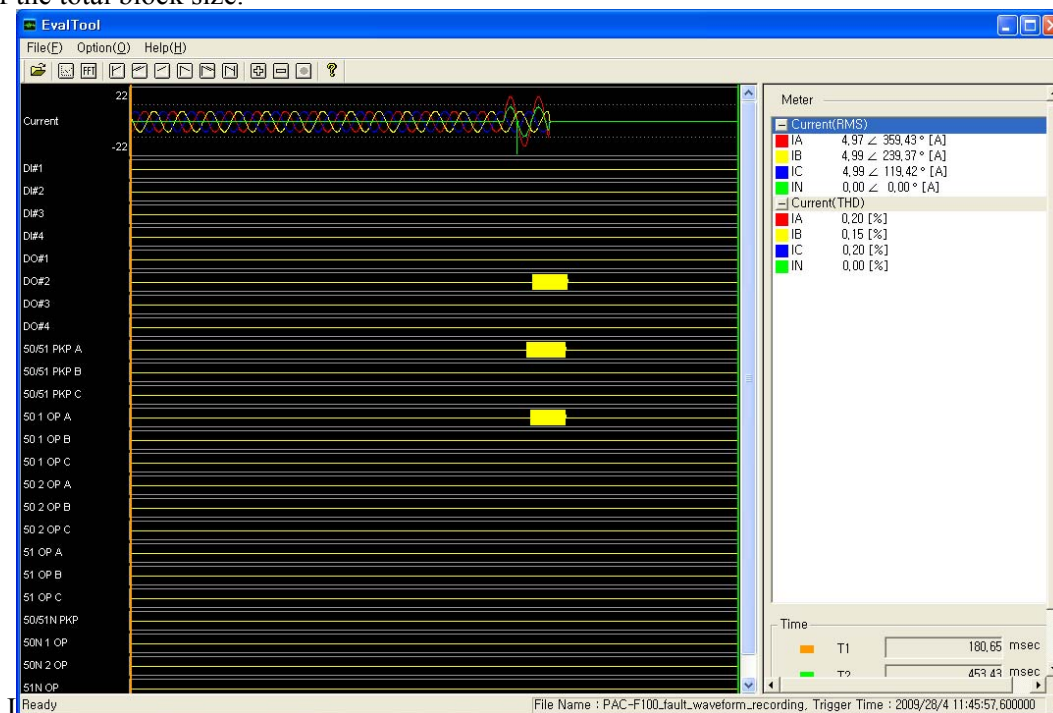 f the total block size.
EvalTool
File(F) Option(O) Help(H)
FFT
22
Current
-22
DI#1
DI#2
DI#3
DI#4
DO#1
DO#2
DO#3
DO#4
50/51 PKP A
50/51 PKP B
50/51 PKP C
50 1 OP A
50 1 OP B
50 1 OP C
50 2 OP A
50 2 OP B
50 2 OP C
51 OP A
51 OP B
51 OP C
50/51N PKP
50N 1 OP
50N 2 OP
51N OP
Meter
Current(RMS)
IA 4,97 ∠ 359,43 ° [A]
IB 4,99 ∠ 239,37 ° [A]
IC 4,99 ∠ 119,42 ° [A]
IN 0,00 ∠ 0,00 ° [A]
Current(THD)
IA 0,20 [%]
IB 0,15 [%]
IC 0,20 [%]
IN 0,00 [%]
Time
T1 180,65 msec
T2 453,43 msec
Ready
File Name : PAC-F100_fault_waveform_recording, Trigger Time : 2009/28/4 11:45:57,600000